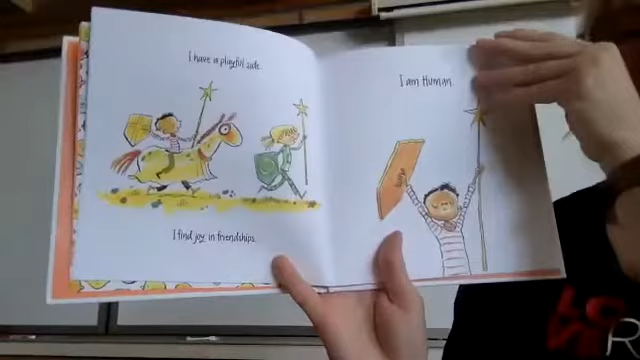 I have a playful side.
I find joy in friendships.
I am Human.